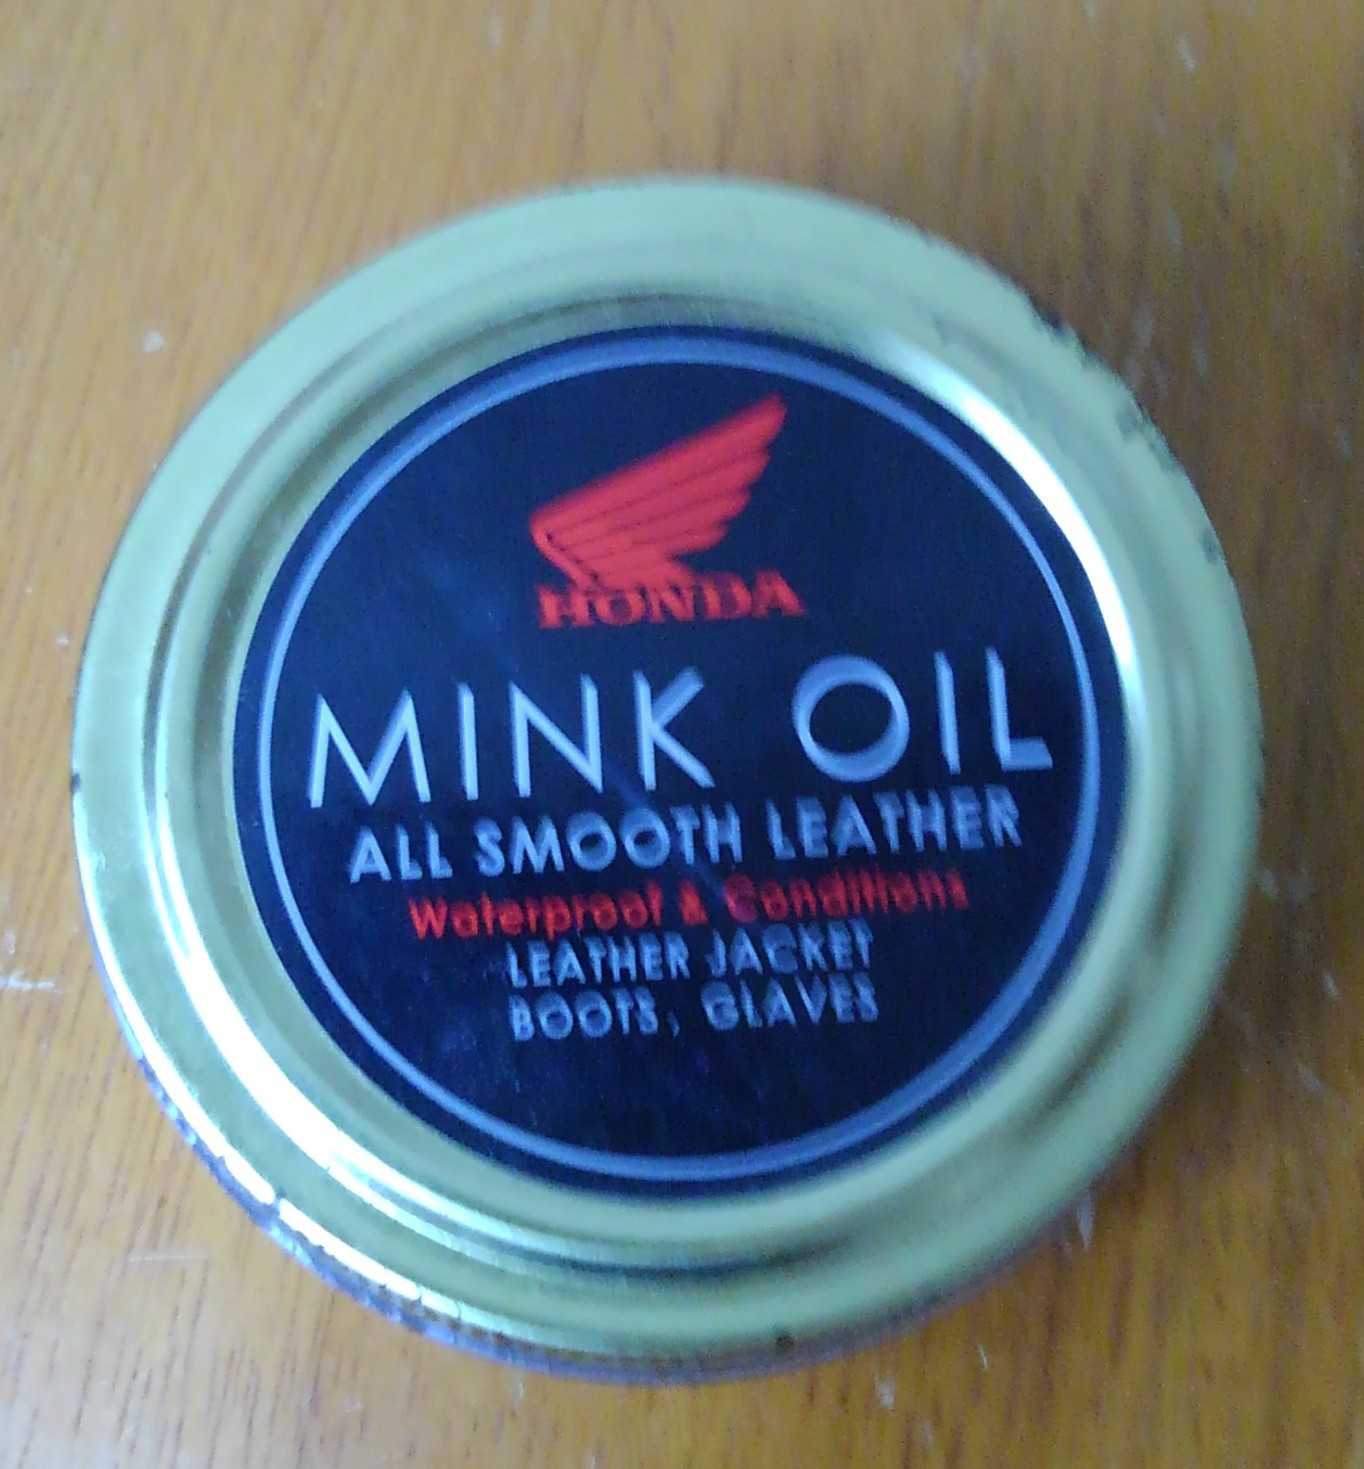 HONDA
MINK OIL
ALL SMOOTH LEATHER
Waterproof & Conditions
LEATHER JACKET
BOOTS, GLAVES